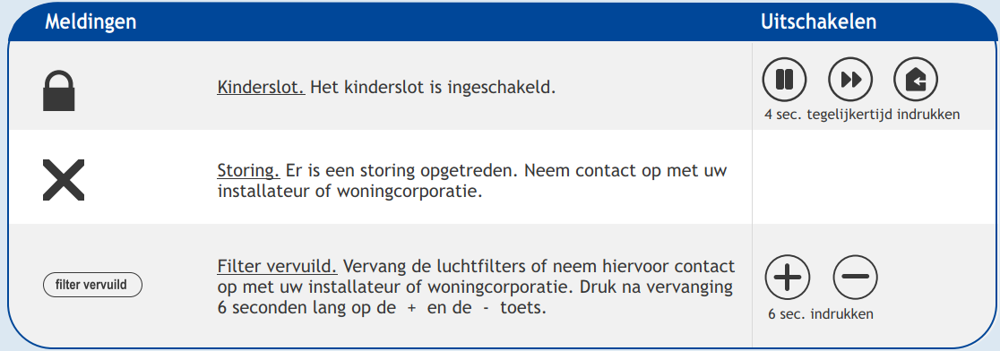 Meldingen
Uitschakelen
Kinderslot. Het kinderslot is ingeschakeld.
4 sec. tegelijkertijd indrukken
Storing. Er is een storing opgetreden. Neem contact op met uw
installateur of woningcorporatie.
filter vervuild
Filter vervuild. Vervang de luchtfilters of neem hiervoor contact
op met uw installateur of woningcorporatie. Druk na vervanging
6 seconden lang op de + en de - toets.
6 sec. indrukken